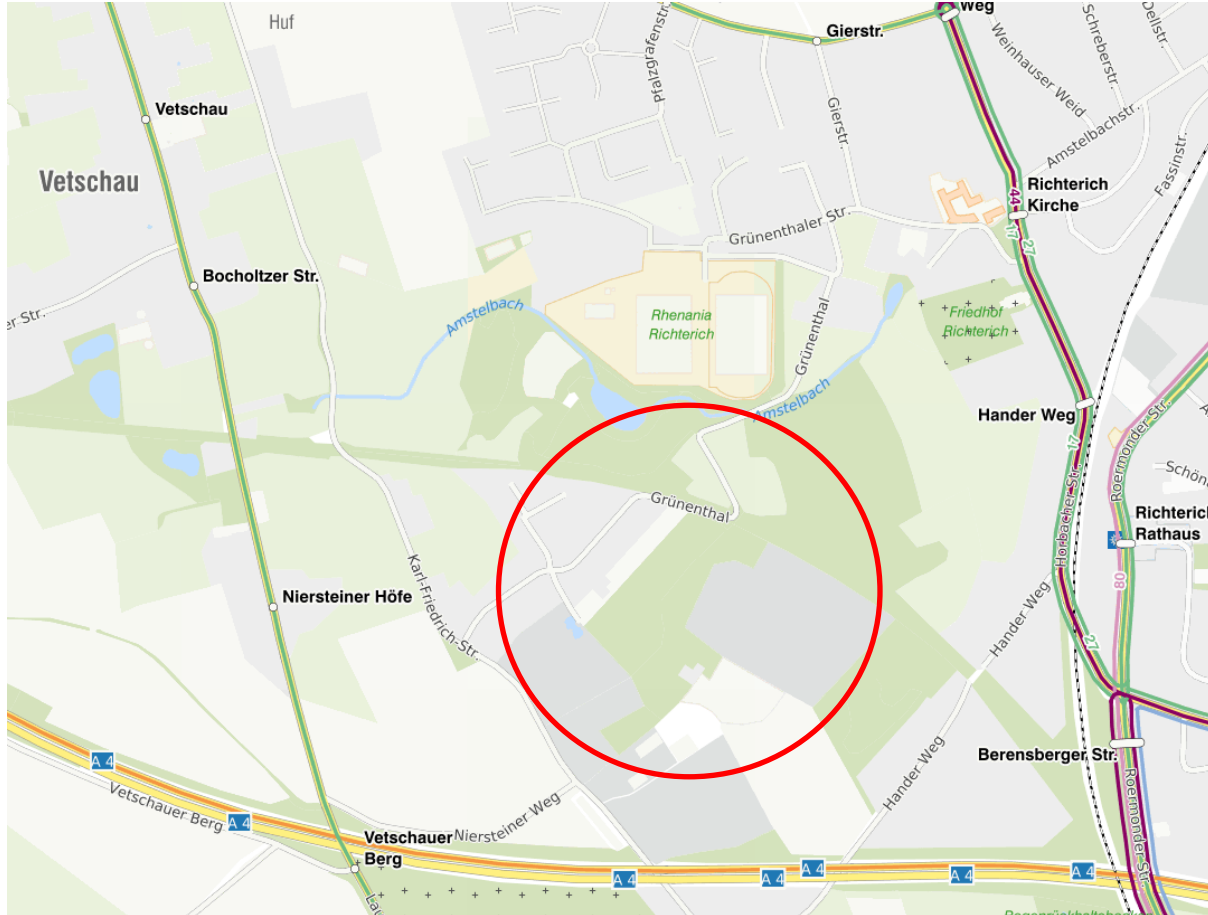 Huf
Pfalzgrafenstr.
Gierstr.
Weg
Weinhauser Weid
Schreberstr.
Dellstr.
Vetschau
Vetschau
Gierstr.
Amstelbachstr.
Fassinstr.
Richterich
Kirche
44
17
27
Grünenthaler Str.
Bocholtzer Str.
er Str.
Amstelbach
Rhenania
Richterich
Grünenthal
Friedhof
Richterich
Amstelbach
Hander Weg
17
Roermonder Str.
Schön
Grünenthal
Horbacher Str.
Richterich
Rathaus
80
Karl-Friedrich-Str.
Niersteiner Höfe
Hander Weg
27
Berensberger Str.
Hander Weg
Roermonder Str.
A 4
Vetschauer Berg
A 4
Niersteiner Weg
Vetschauer
Berg
A 4
A 4
A 4
A 4
Lau